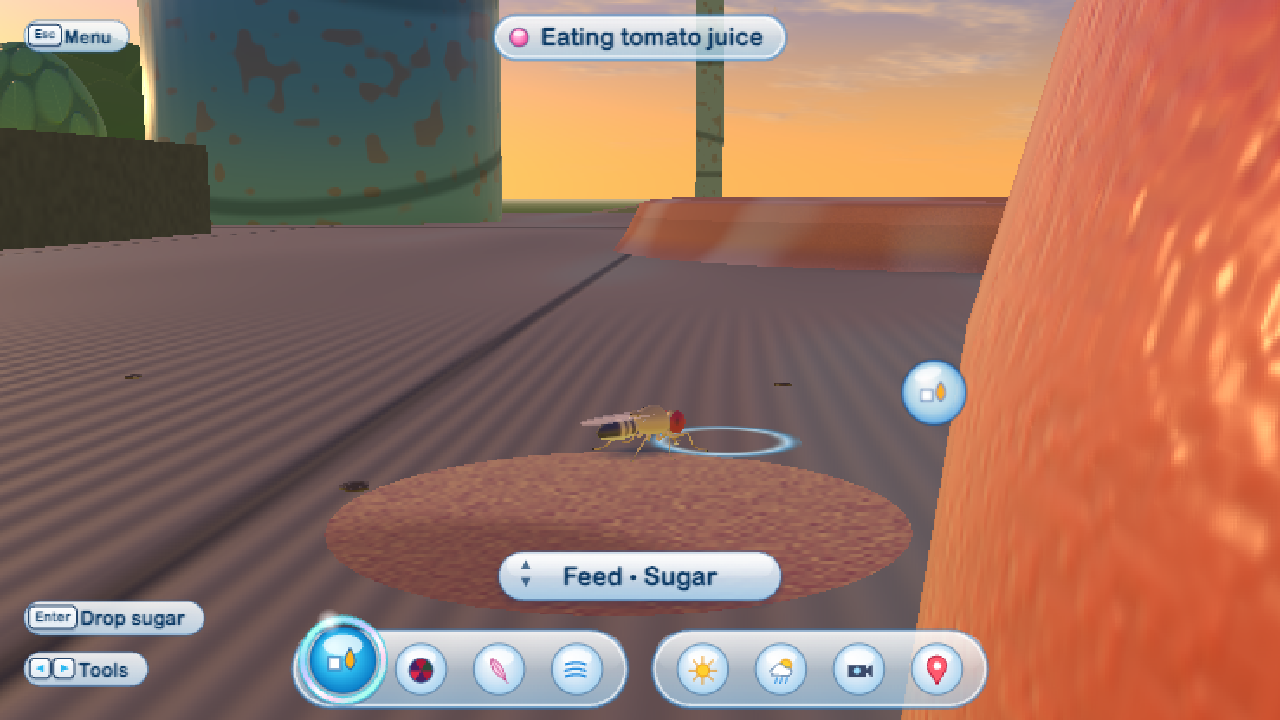 Esc Menu
Eating tomato juice
Feed • Sugar
Enter Drop sugar
Tools